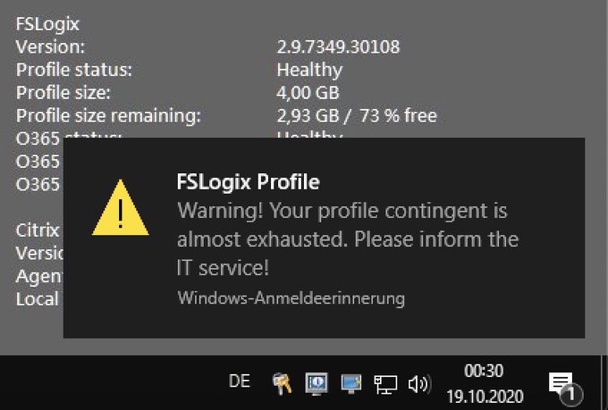 FSLogix
Version: 2.9.7349.30108
Profile status: Healthy
Profile size: 4,00 GB
Profile size remaining: 2,93 GB / 73 % free
O365 status: Healthy
O365
O365
Citrix
Agen
Local
FSLogix Profile
Warning! Your profile contingent is
almost exhausted. Please inform the
IT service!
Windows-Anmeldeerinnerung
DE
00:30
19.10.2020
1